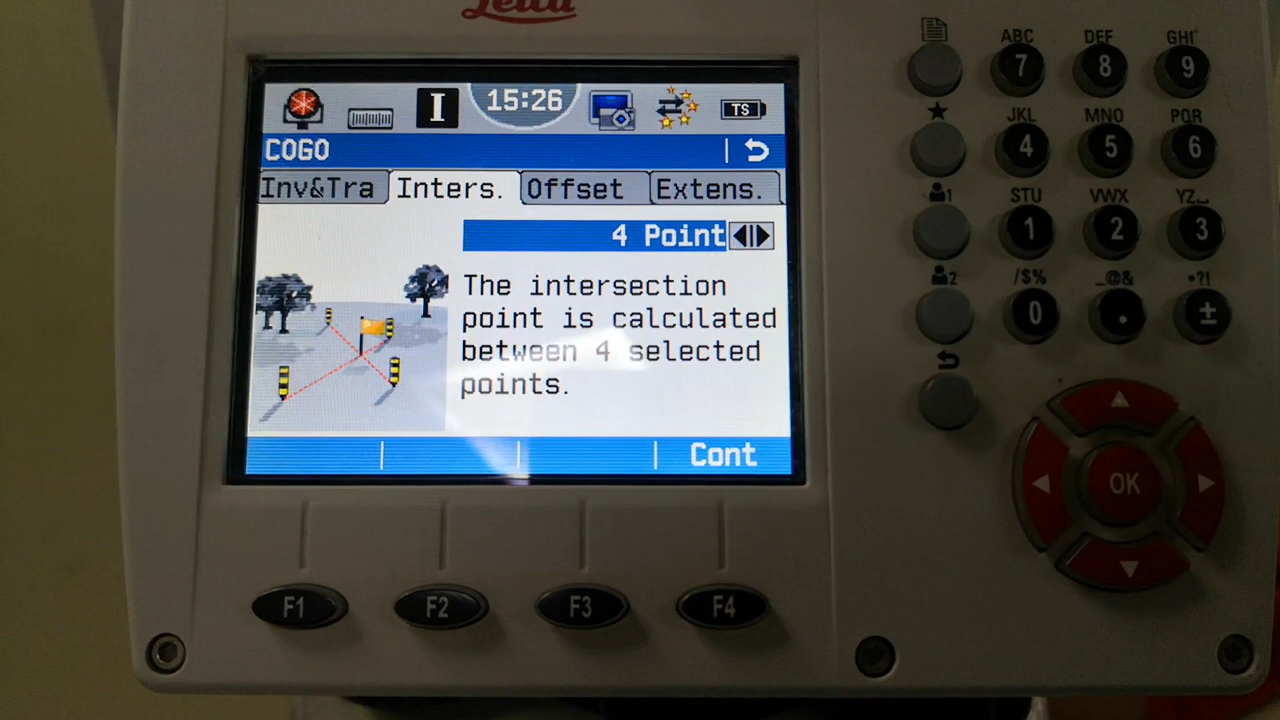 Leica
I 15:26 TS
COGO
Inv&Tra Inters. Offset Extens.
4 Point
The intersection
point is calculated
between 4 selected
points.
Cont
F1 F2 F3 F4
ABC DEF GHI
7 8 9
JKL MNO PQR
4 5 6
1 STU VWX YZ⎵
1 2 3
2 /$% _@& *?!
0 . ±
OK